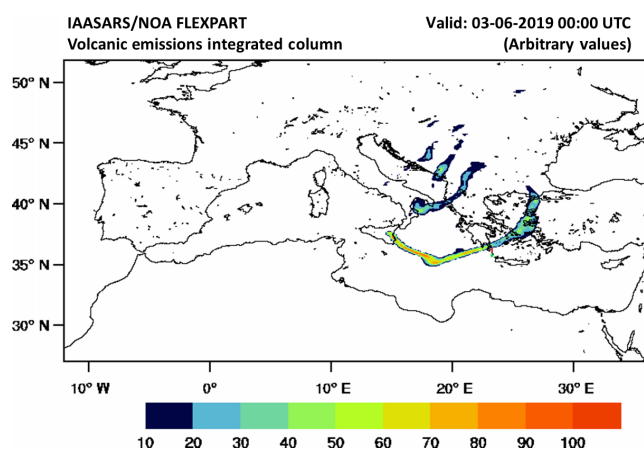 IAASARS/NOA FLEXPART
Valid: 03-06-2019 00:00 UTC
Volcanic emissions integrated column
(Arbitrary values)
50° N
45° N
40° N
35° N
30° N
10° W
0°
10° E
20° E
30° E
10 20 30 40 50 60 70 80 90 100